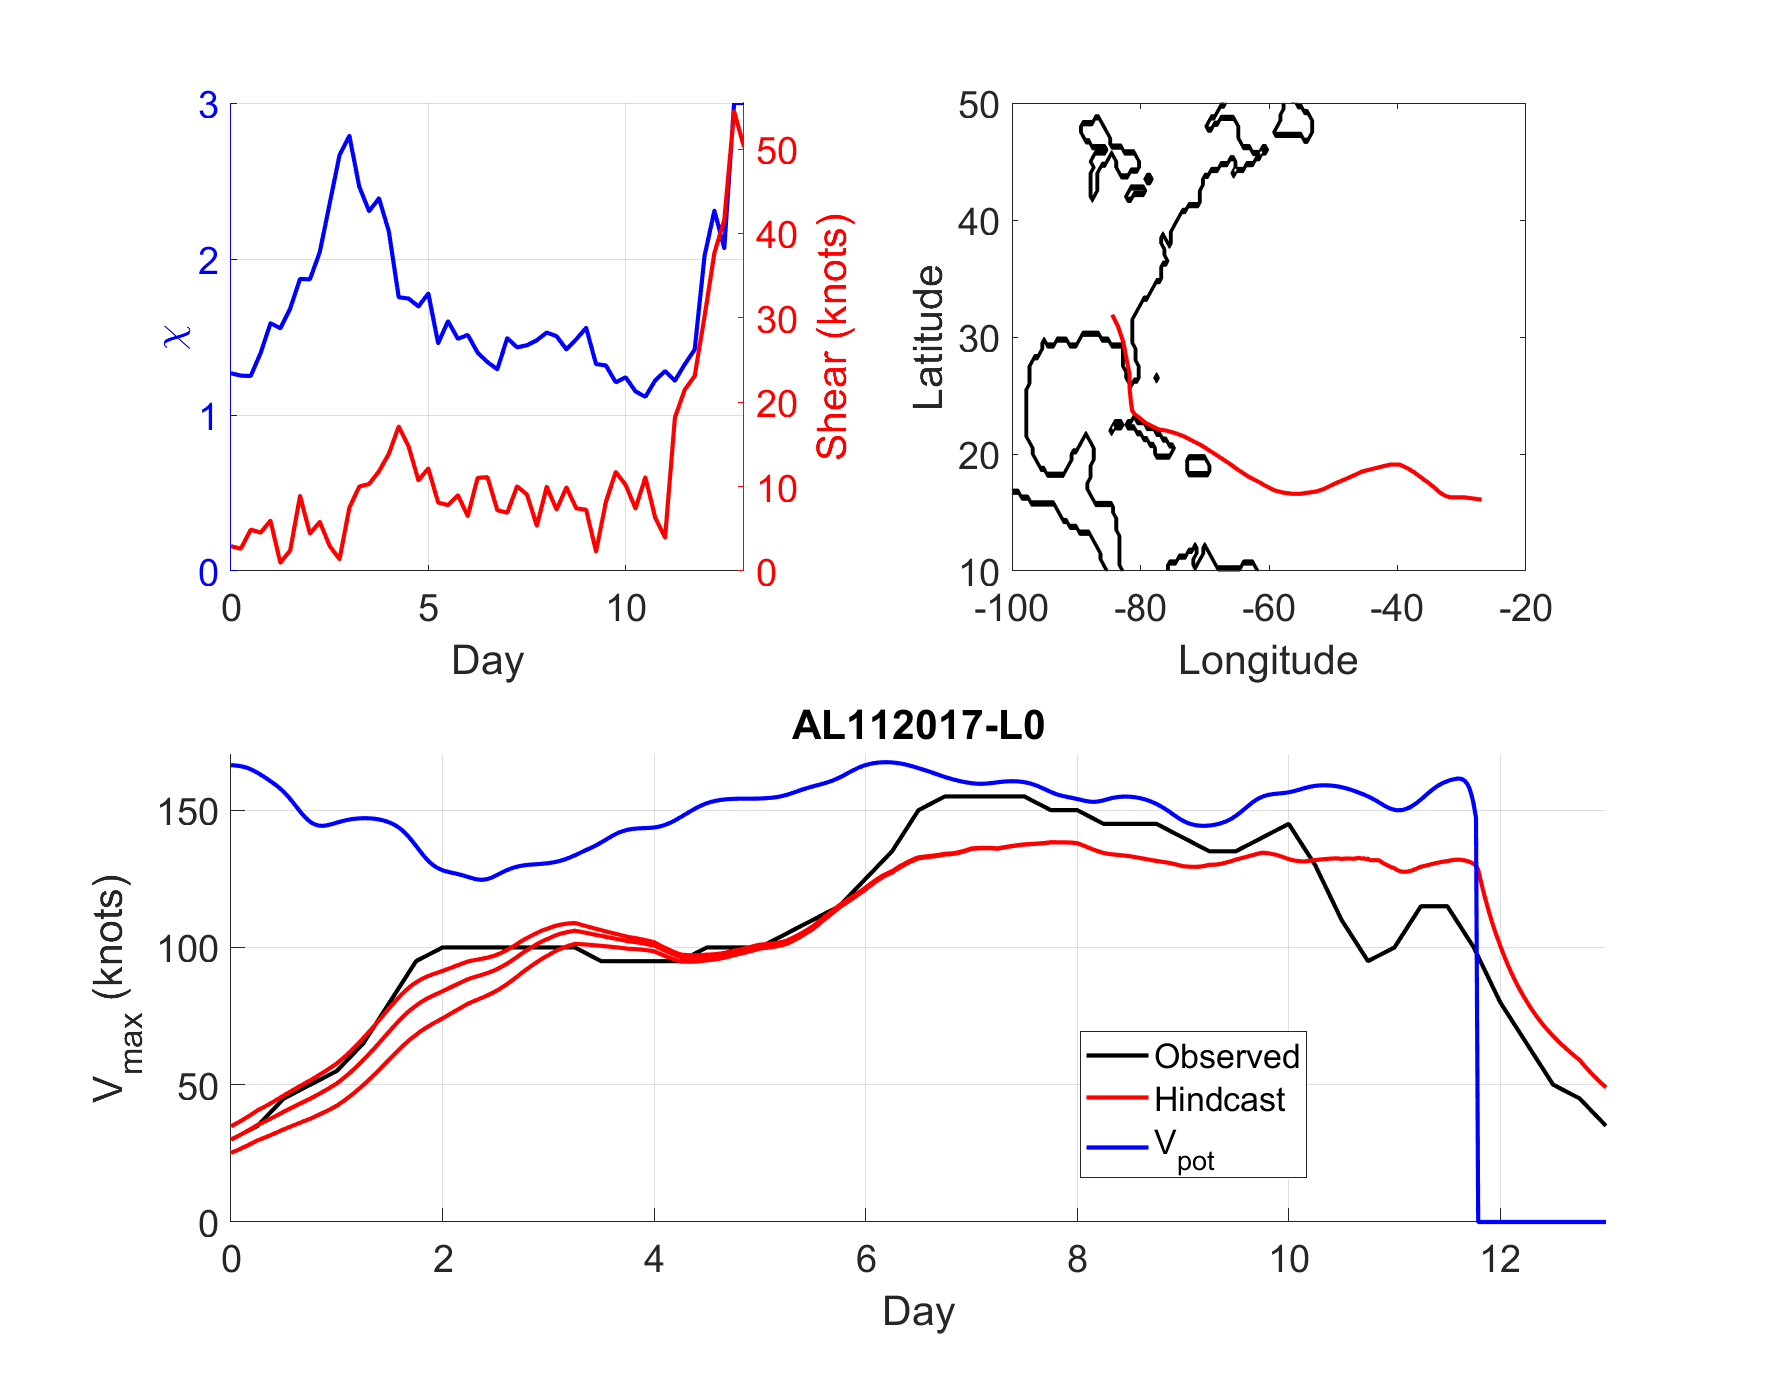 3
2
1
0
χ
50
40
30
20
10
0
Shear (knots)
0 5 10
Day
50
40
30
20
10
Latitude
-100 -80 -60 -40 -20
Longitude
AL112017-L0
150
100
50
0
Vmax (knots)
Observed
Hindcast
Vpot
0 2 4 6 8 10 12
Day